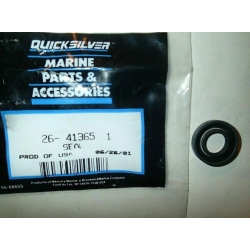 QUICKSILVER
MARINE
PARTS &
ACCESSORIES
26- 41365 1
SEAL
PROD OF USA
06/26/01